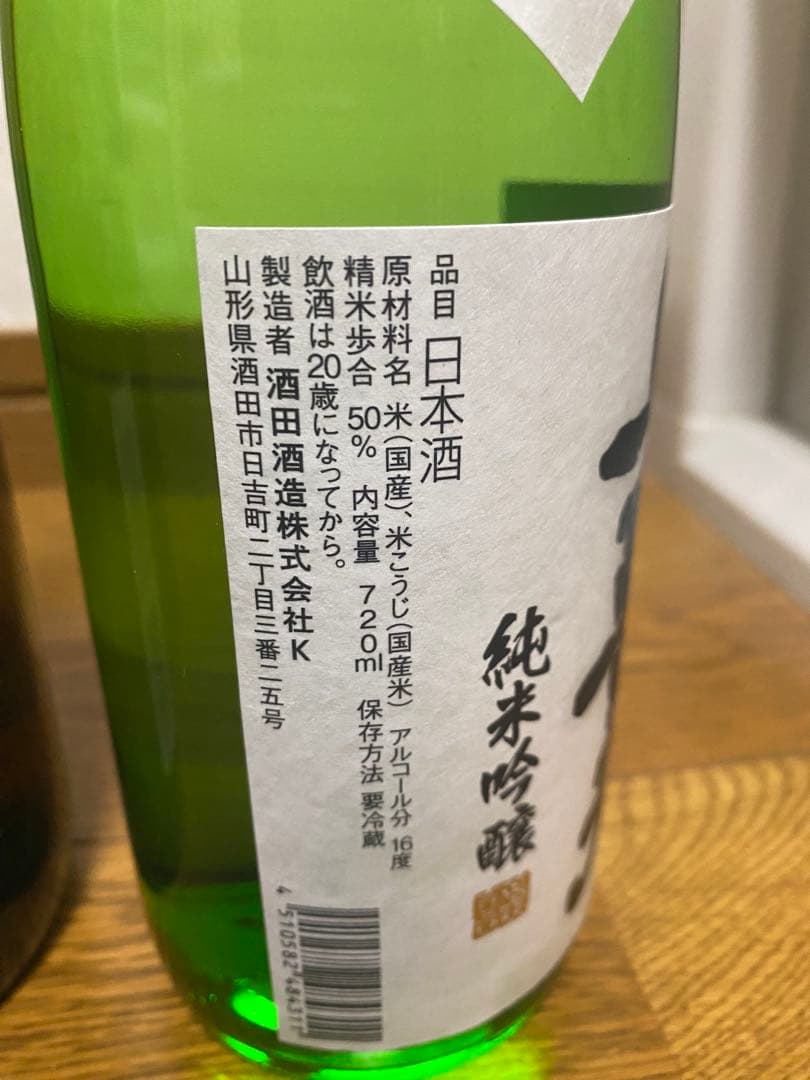 品目 日本酒
原材料名 米(国産)、米こうじ(国産米) アルコール分 16度
精米歩合 50% 内容量 720ml 保存方法 要冷蔵
飲酒は20歳になってから。
製造者 酒田酒造株式会社K
山形県酒田市日吉町二丁目三番二五号
純米吟醸
4510582484311